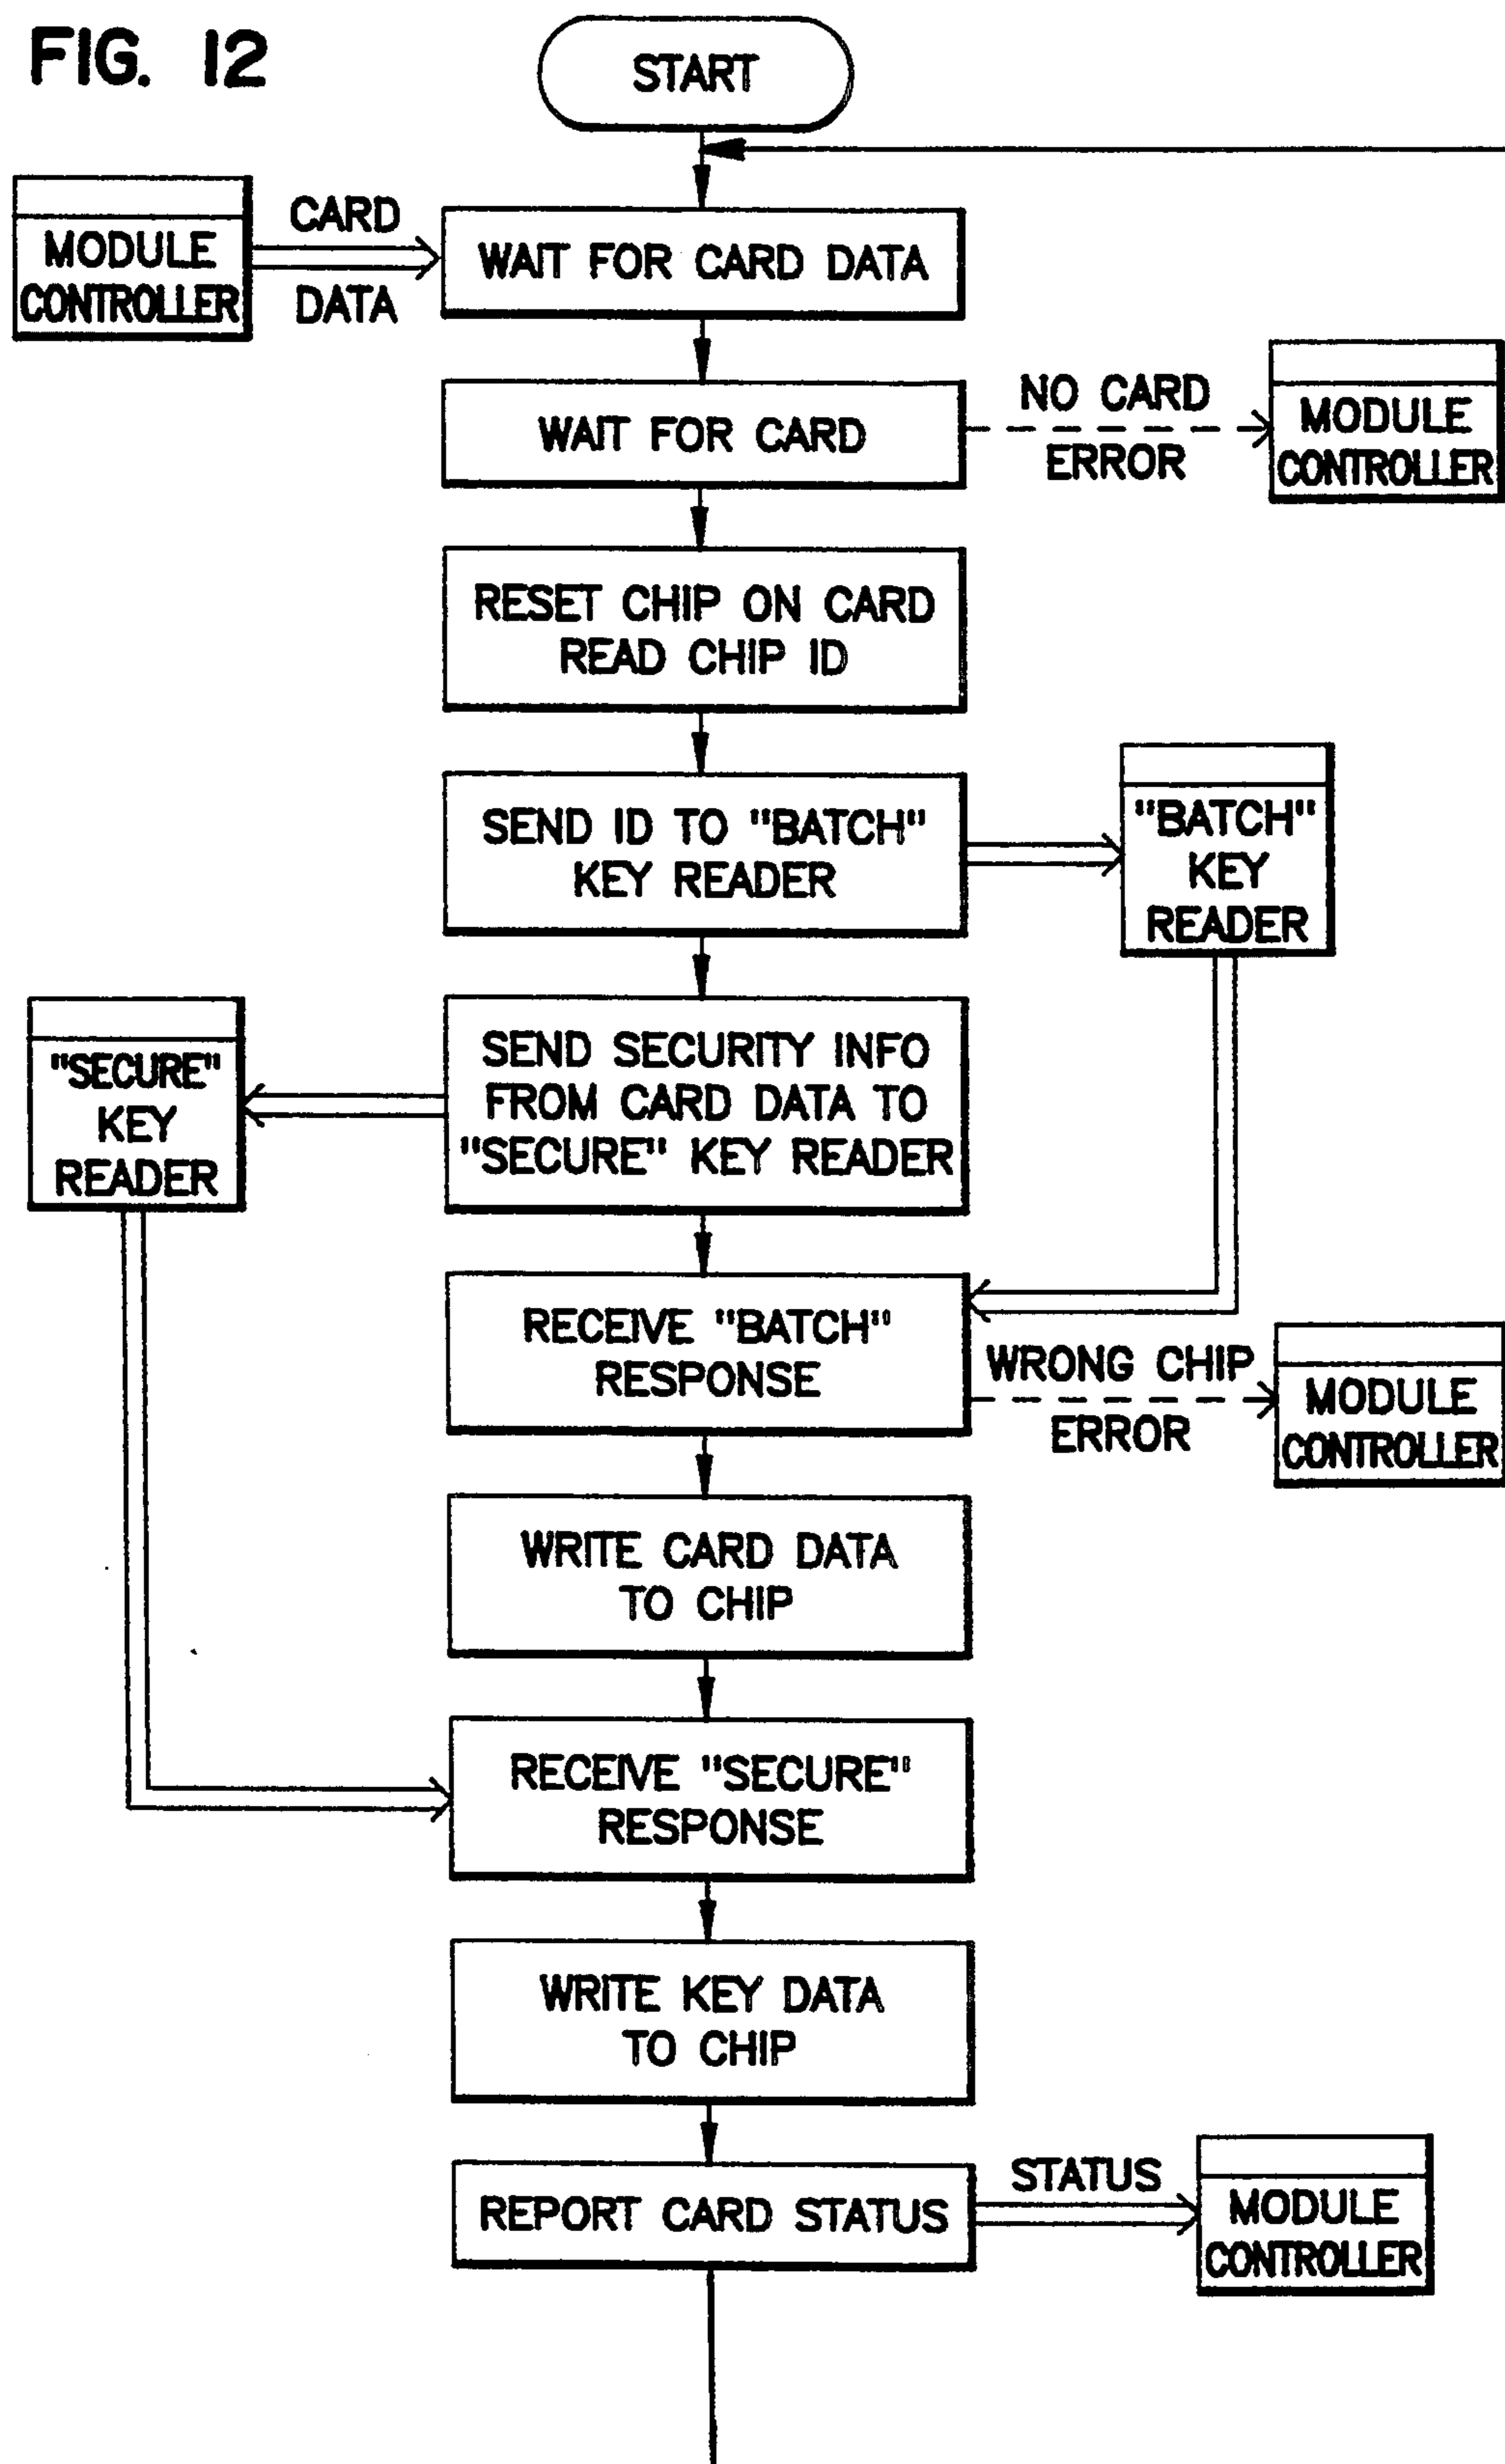 FIG. 12
START
MODULE
CONTROLLER
CARD
DATA
WAIT FOR CARD DATA
WAIT FOR CARD
NO CARD
ERROR
MODULE
CONTROLLER
RESET CHIP ON CARD
READ CHIP ID
SEND ID TO "BATCH"
KEY READER
"BATCH"
KEY
READER
SEND SECURITY INFO
FROM CARD DATA TO
"SECURE" KEY READER
"SECURE"
KEY
READER
RECEIVE "BATCH"
RESPONSE
WRONG CHIP
ERROR
MODULE
CONTROLLER
WRITE CARD DATA
TO CHIP
RECEIVE "SECURE"
RESPONSE
WRITE KEY DATA
TO CHIP
REPORT CARD STATUS
STATUS
MODULE
CONTROLLER